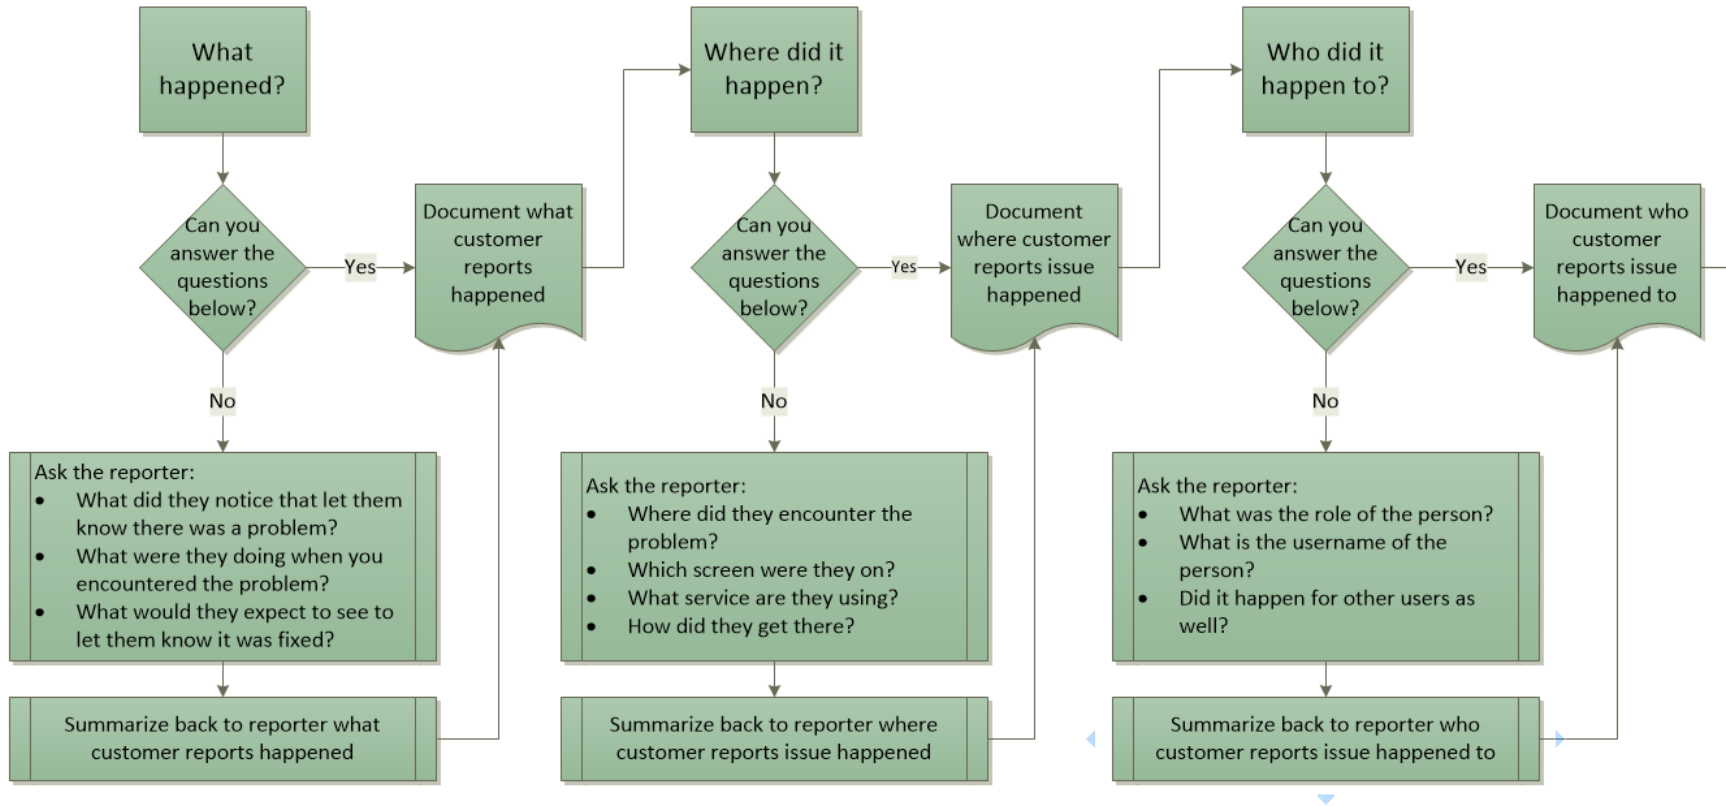 What
happened?
Can you
answer the
questions
below?
Yes
Document what
customer
reports
happened
No
Ask the reporter:
• What did they notice that let them
know there was a problem?
• What were they doing when you
encountered the problem?
• What would they expect to see to
let them know it was fixed?
Summarize back to reporter what
customer reports happened
Where did it
happen?
Can you
answer the
questions
below?
Yes
Document
where customer
reports issue
happened
No
Ask the reporter:
• Where did they encounter the
problem?
• Which screen were they on?
• What service are they using?
• How did they get there?
Summarize back to reporter where
customer reports issue happened
Who did it
happen to?
Can you
answer the
questions
below?
Yes
Document who
customer
reports issue
happened to
No
Ask the reporter:
• What was the role of the person?
• What is the username of the
person?
• Did it happen for other users as
well?
Summarize back to reporter who
customer reports issue happened to